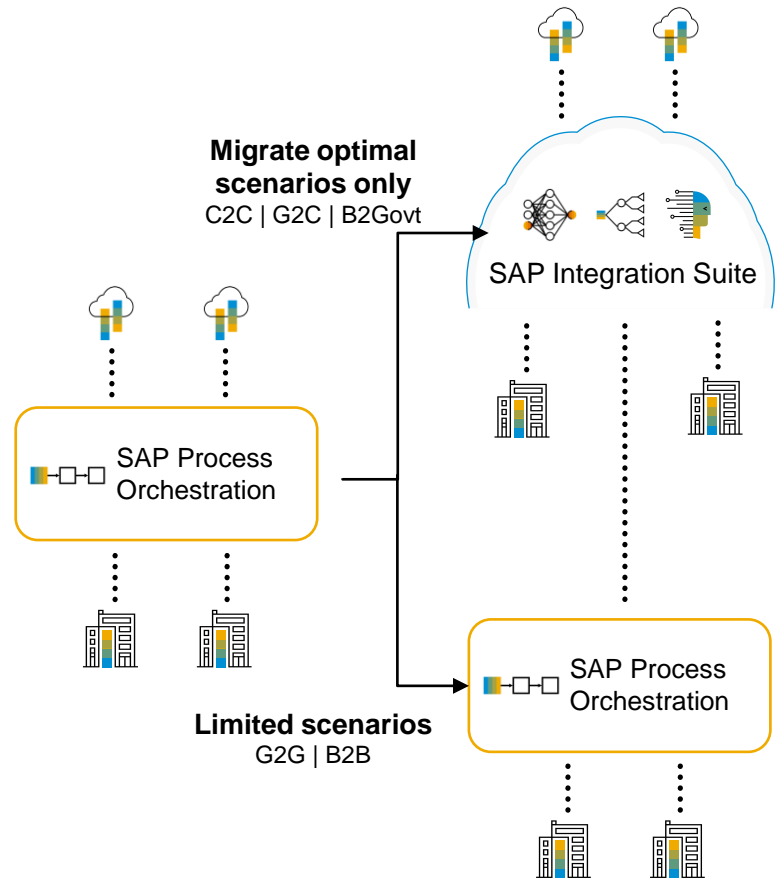 Migrate optimal
scenarios only
C2C | G2C | B2Govt
SAP Integration Suite
SAP Process
Orchestration
SAP Process
Orchestration
Limited scenarios
G2G | B2B